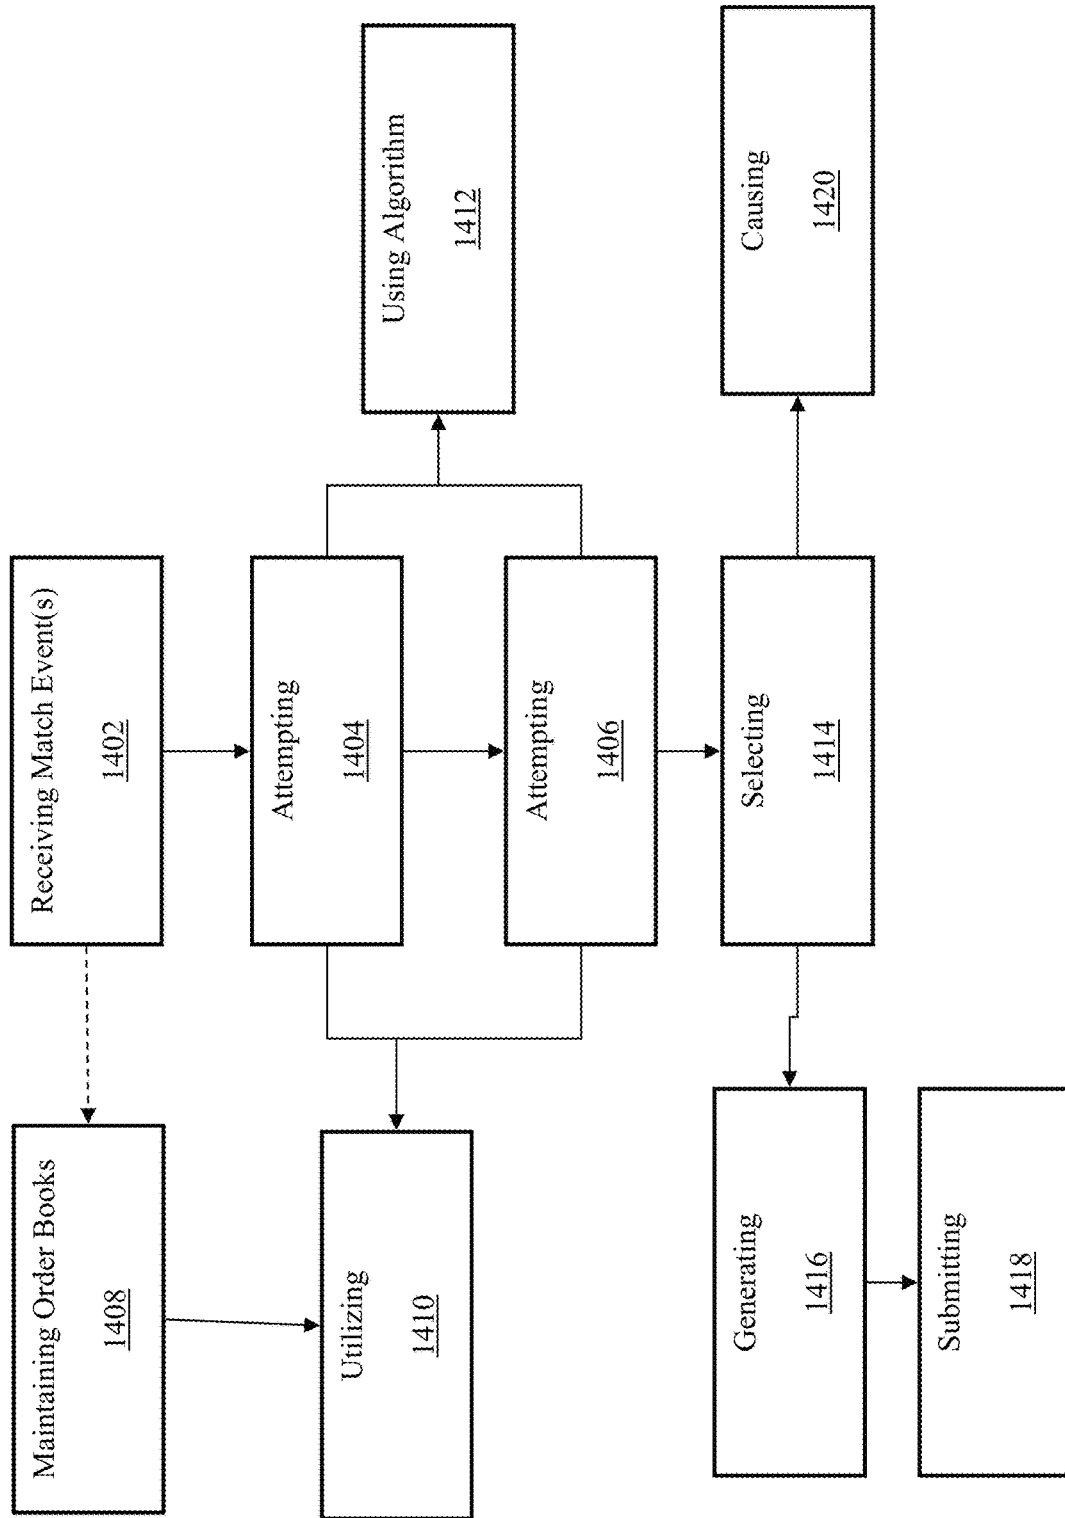 Receiving Match Event(s)
1402
Maintaining Order Books
1408
Attempting
1404
Utilizing
1410
Using Algorithm
1412
Attempting
1406
Selecting
1414
Generating
1416
Submitting
1418
Causing
1420